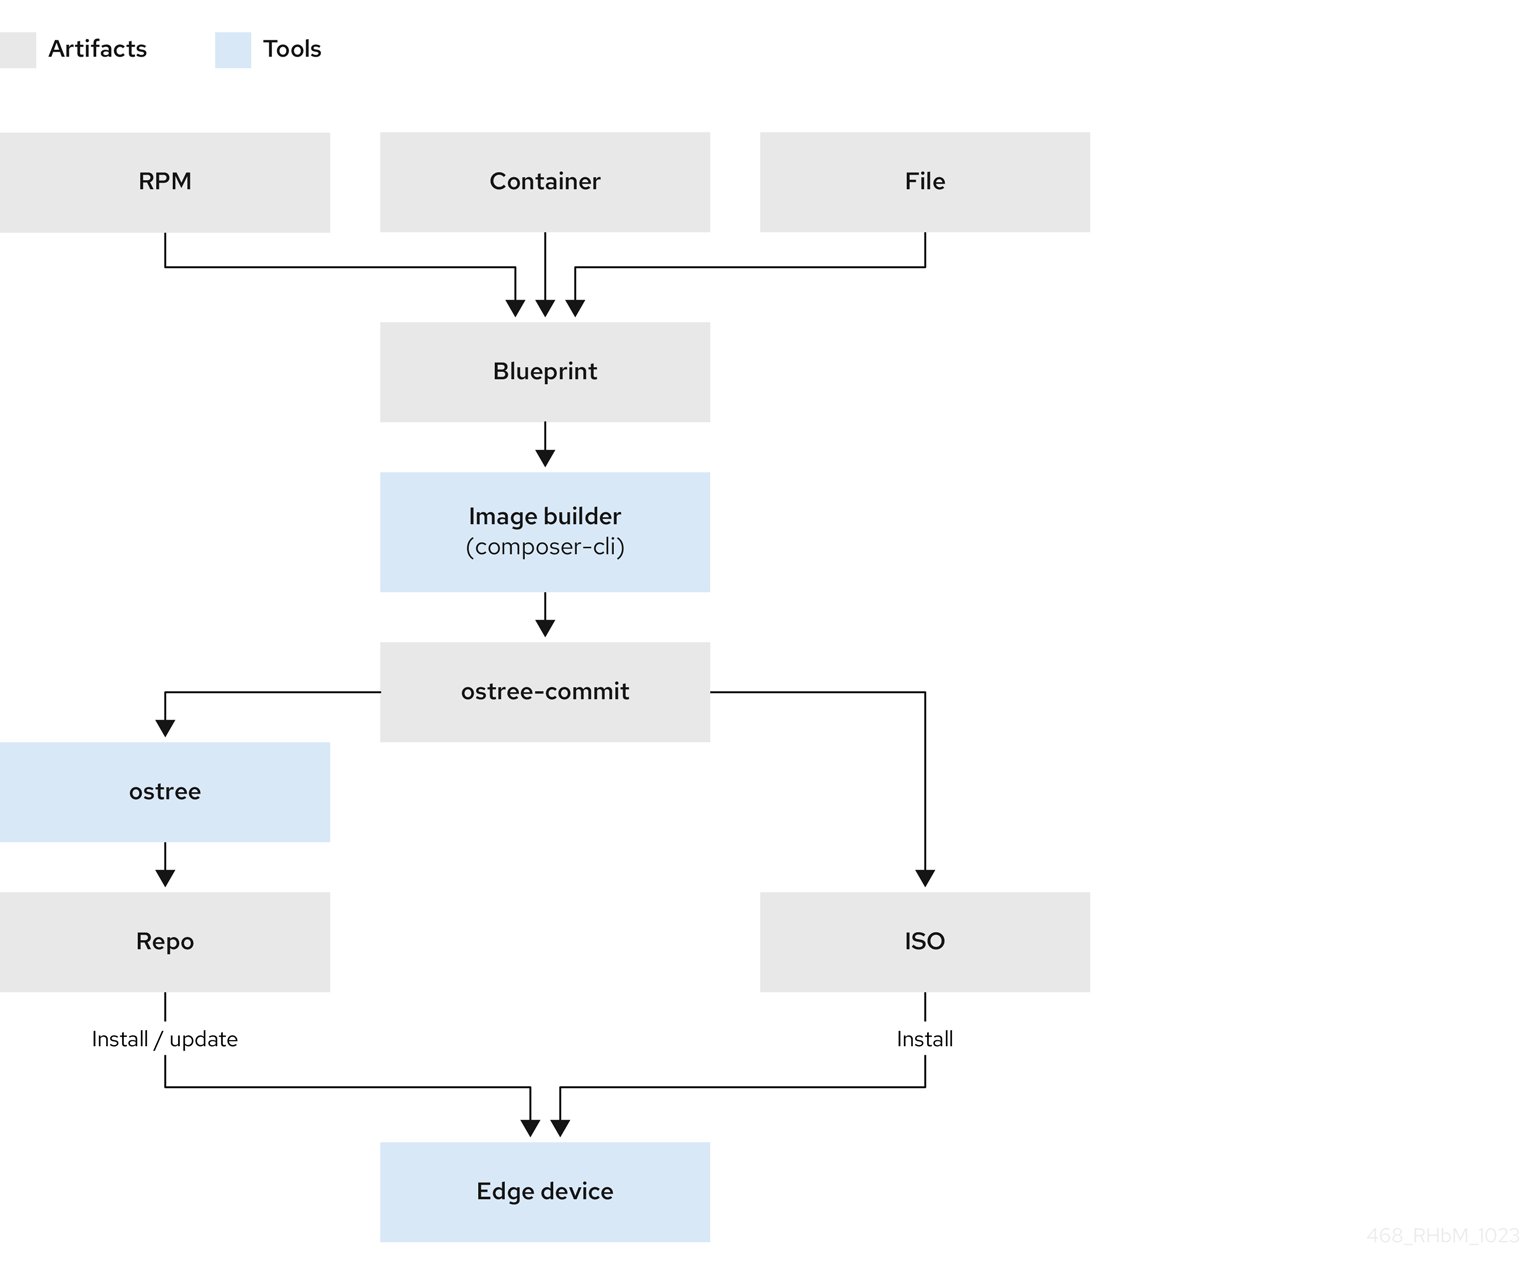 Artifacts
Tools
RPM
Container
File
Blueprint
Image builder
(composer-cli)
ostree-commit
ostree
Repo
ISO
Install / update
Install
Edge device
468_RHbM_1023